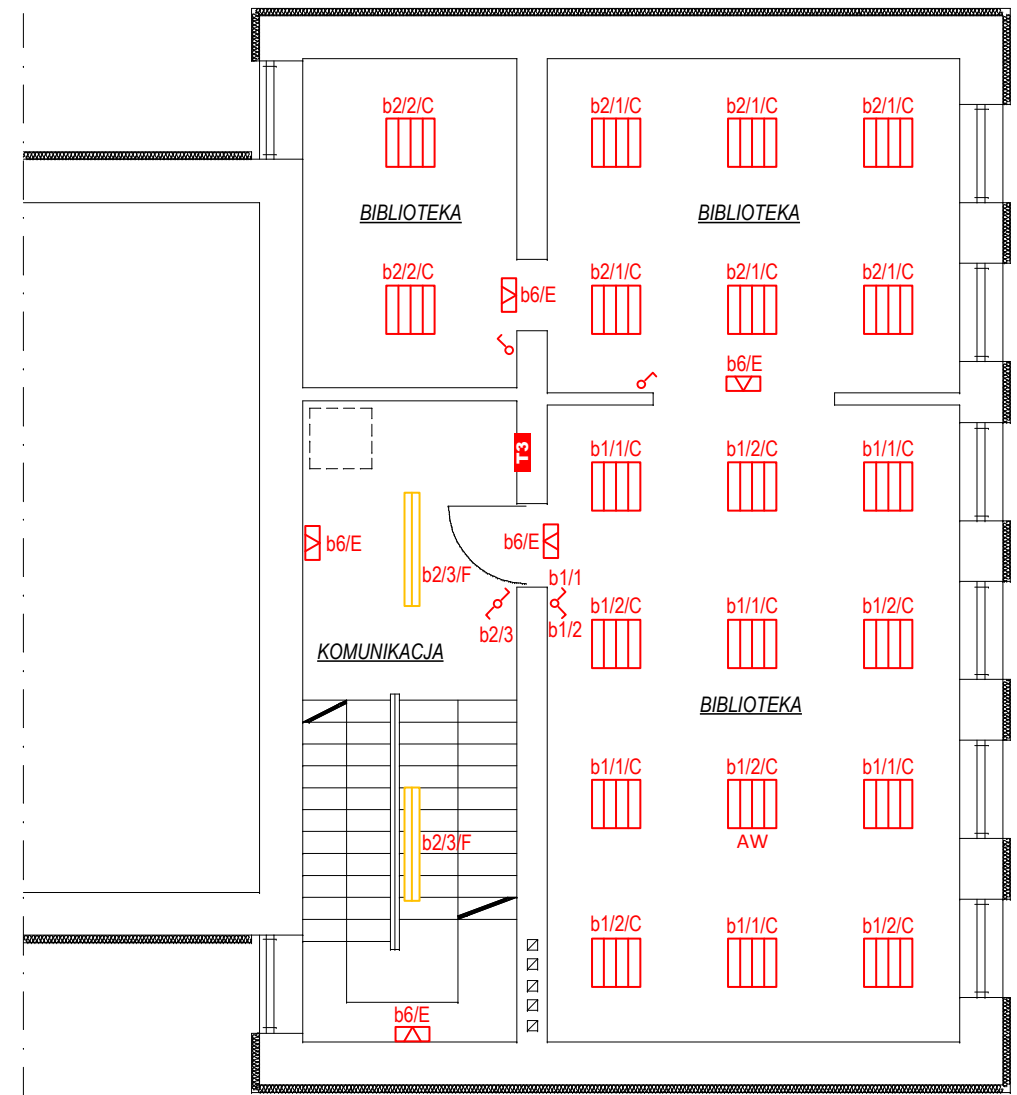 b2/2/C
b2/1/C
b2/1/C
b2/1/C
BIBLIOTEKA
BIBLIOTEKA
b2/2/C
b2/1/C
b2/1/C
b2/1/C
b6/E
b6/E
T3
b1/1/C
b1/2/C
b1/1/C
b6/E
b6/E
b2/3/F
b1/1
b1/2/C
b1/1/C
b1/2/C
b2/3
b1/2
KOMUNIKACJA
BIBLIOTEKA
b1/1/C
b1/2/C
b1/1/C
b2/3/F
AW
b1/2/C
b1/1/C
b1/2/C
b6/E